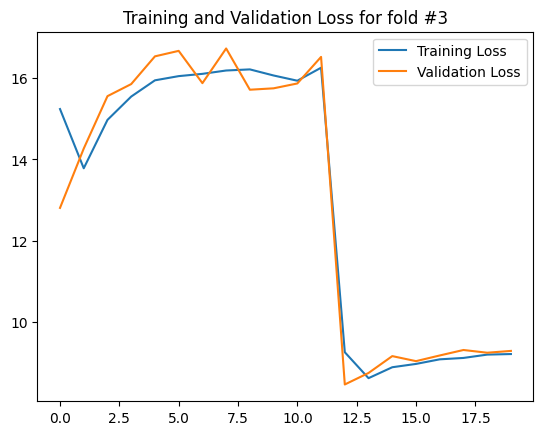 Training and Validation Loss for fold #3
Training Loss
Validation Loss
16
14
12
10
0.0 2.5 5.0 7.5 10.0 12.5 15.0 17.5